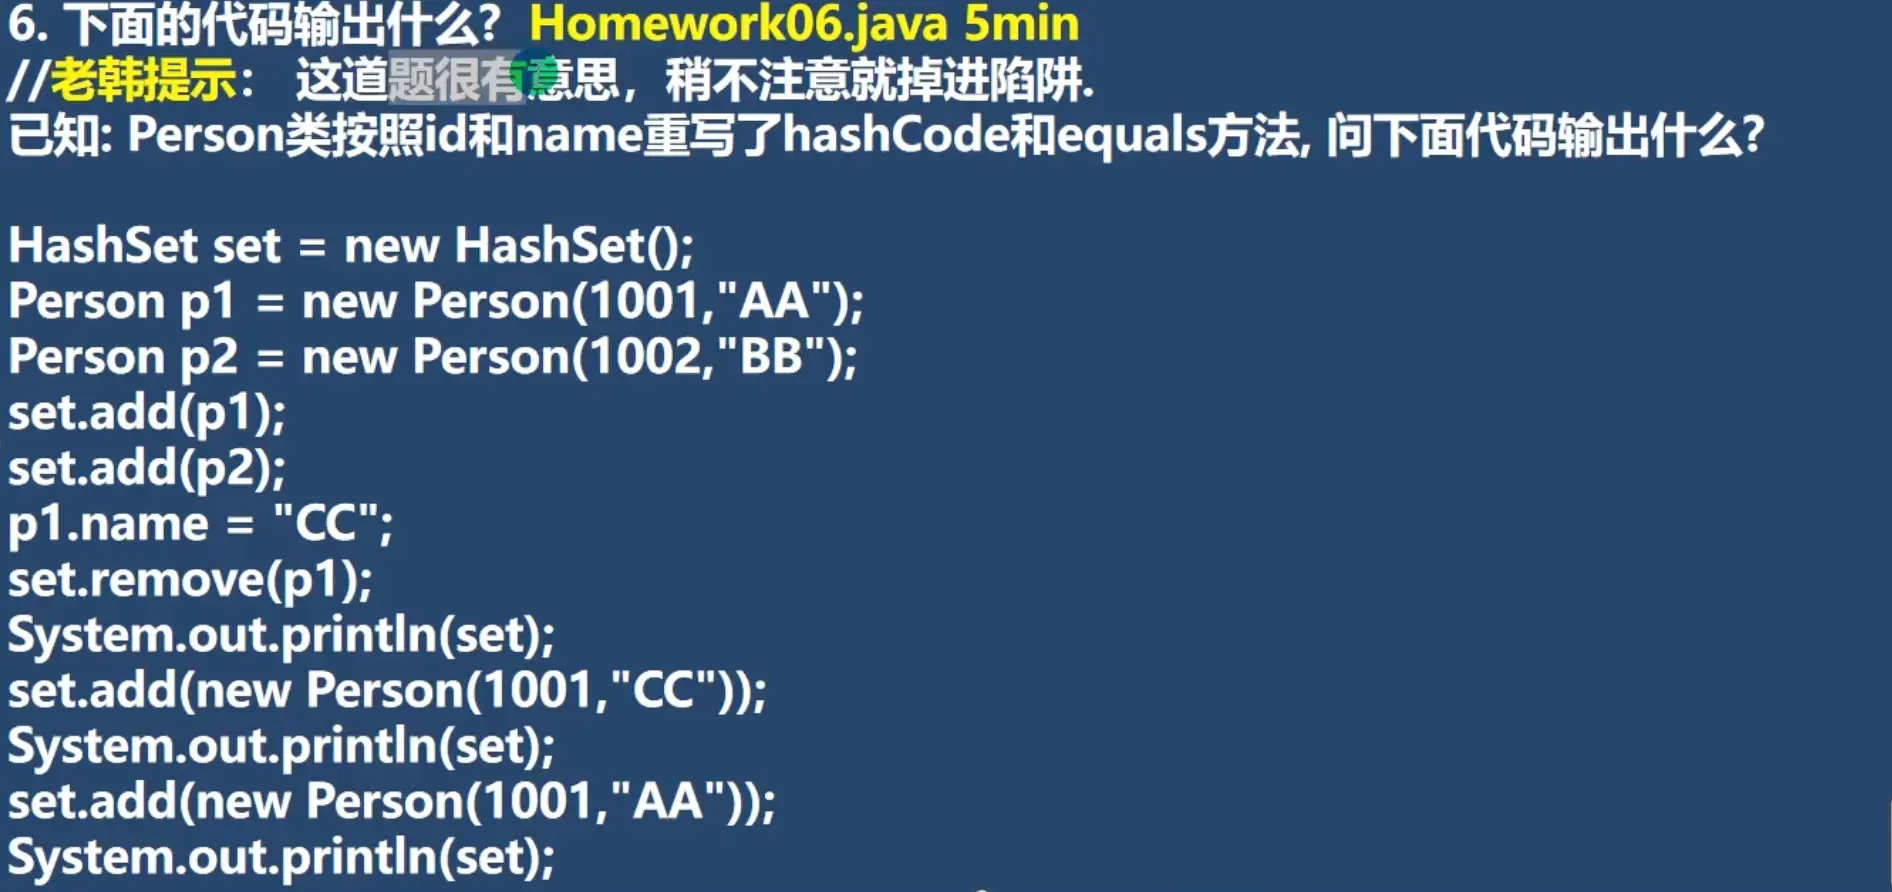 6. 下面的代码输出什么? Homework06.java 5min
//老韩提示: 这道题很有意思，稍不注意就掉进陷阱.
已知: Person类按照id和name重写了hashCode和equals方法, 问下面代码输出什么?
HashSet set = new HashSet();
Person p1 = new Person(1001,"AA");
Person p2 = new Person(1002,"BB");
set.add(p1);
set.add(p2);
p1.name = "CC";
set.remove(p1);
System.out.println(set);
set.add(new Person(1001,"CC"));
System.out.println(set);
set.add(new Person(1001,"AA"));
System.out.println(set);